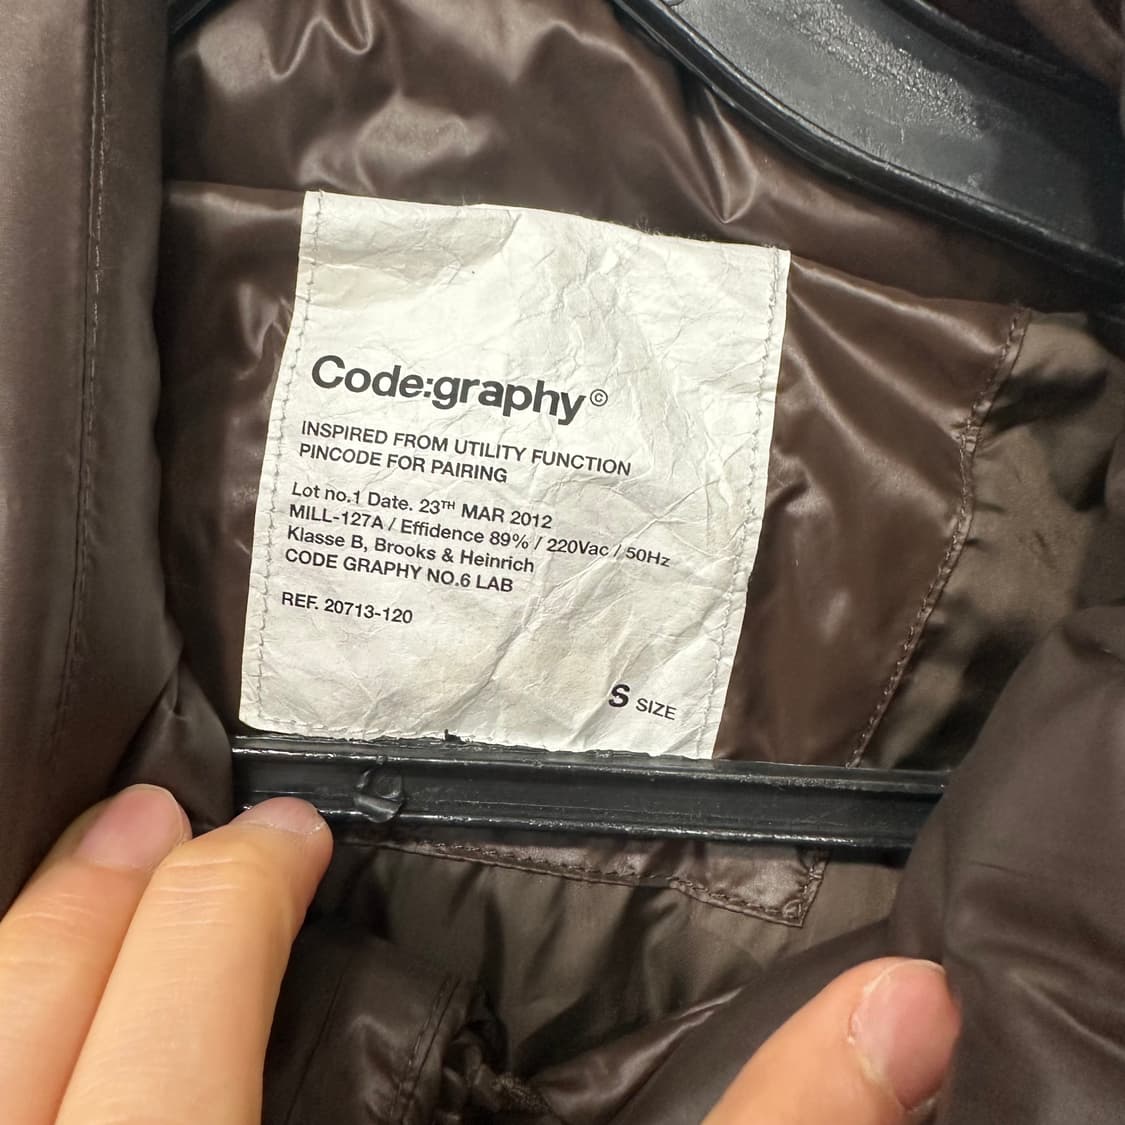 Code:graphy©
INSPIRED FROM UTILITY FUNCTION
PINCODE FOR PAIRING
Lot no.1 Date. 23TH MAR 2012
MILL-127A / Effidence 89% / 220Vac / 50Hz
Klasse B, Brooks & Heinrich
CODE GRAPHY NO.6 LAB
REF. 20713-120
S SIZE